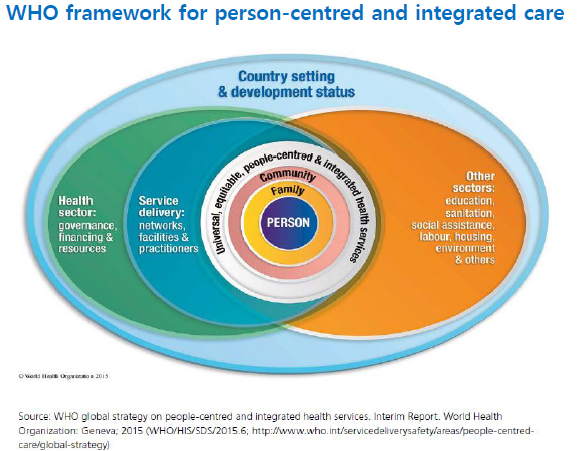 WHO framework for person-centred and integrated care
Country setting
& development status
Universal, equitable, people-centred & integrated health services
Community
Family
PERSON
Health
sector:
governance,
financing &
resources
Service
delivery:
networks,
facilities &
practitioners
Other
sectors:
education,
sanitation,
social assistance,
labour, housing,
environment
& others
© World Health Organization 2015
Source: WHO global strategy on people-centred and integrated health services. Interim Report. World Health
Organization: Geneva; 2015 (WHO/HIS/SDS/2015.6; http://www.who.int/servicedeliverysafety/areas/people-centred-
care/global-strategy)